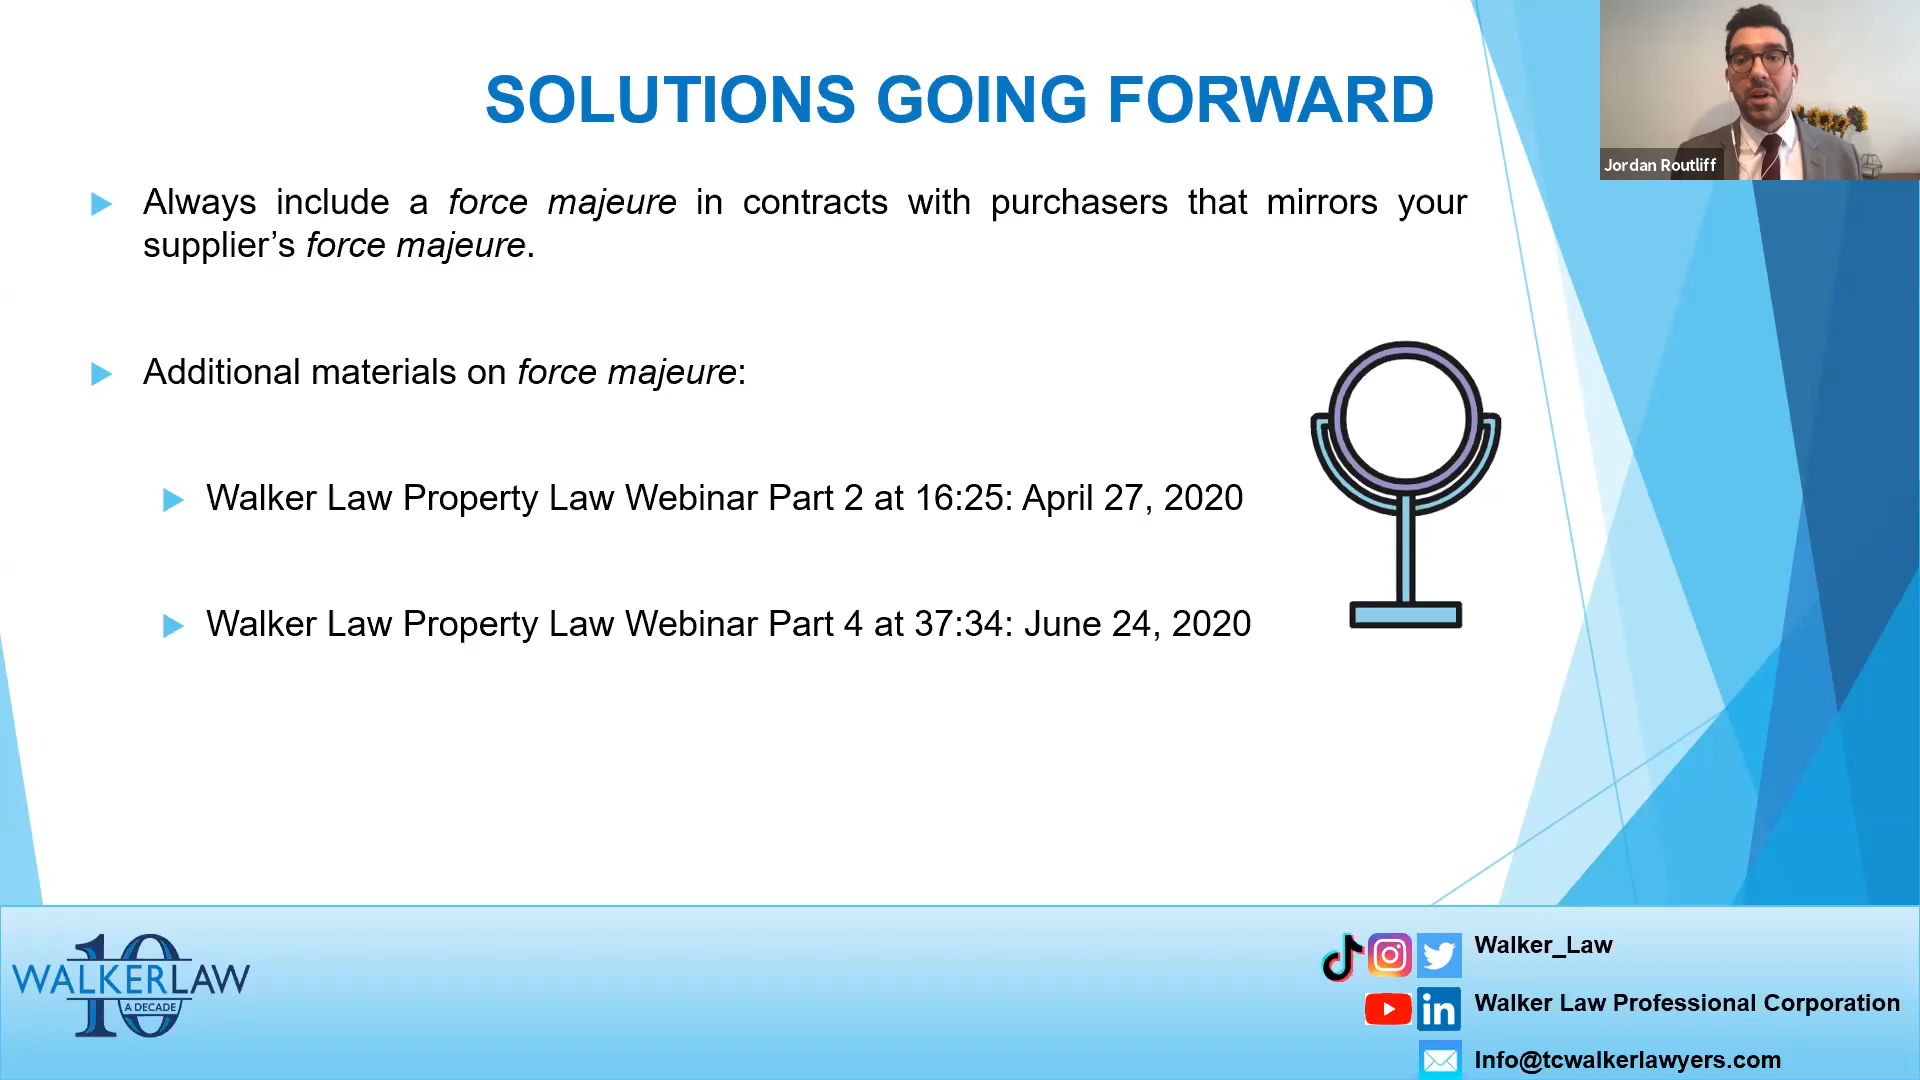 SOLUTIONS GOING FORWARD
Jordan Routliff
Always include a force majeure in contracts with purchasers that mirrors your
supplier’s force majeure.
Additional materials on force majeure:
Walker Law Property Law Webinar Part 2 at 16:25: April 27, 2020
Walker Law Property Law Webinar Part 4 at 37:34: June 24, 2020
10
WALKERLAW
A DECADE
Walker_Law
in
Walker Law Professional Corporation
Info@tcwalkerlawyers.com